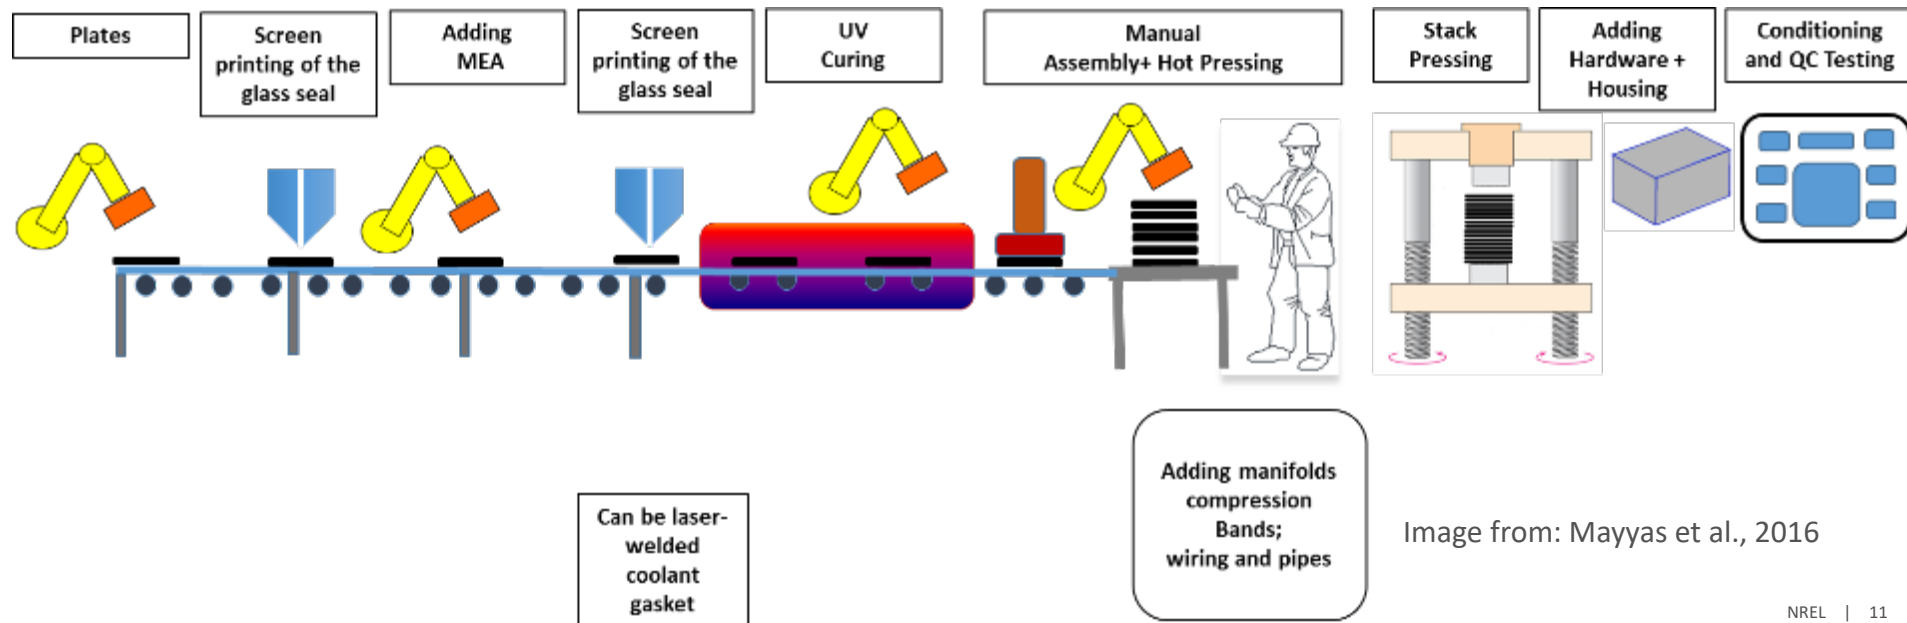 Plates
Screen
printing of the
glass seal
Adding
MEA
Screen
printing of the
glass seal
UV
Curing
Manual
Assembly+ Hot Pressing
Stack
Pressing
Adding
Hardware +
Housing
Conditioning
and QC Testing
Can be laser-
welded
coolant
gasket
Adding manifolds
compression
Bands;
wiring and pipes
Image from: Mayyas et al., 2016
NREL | 11